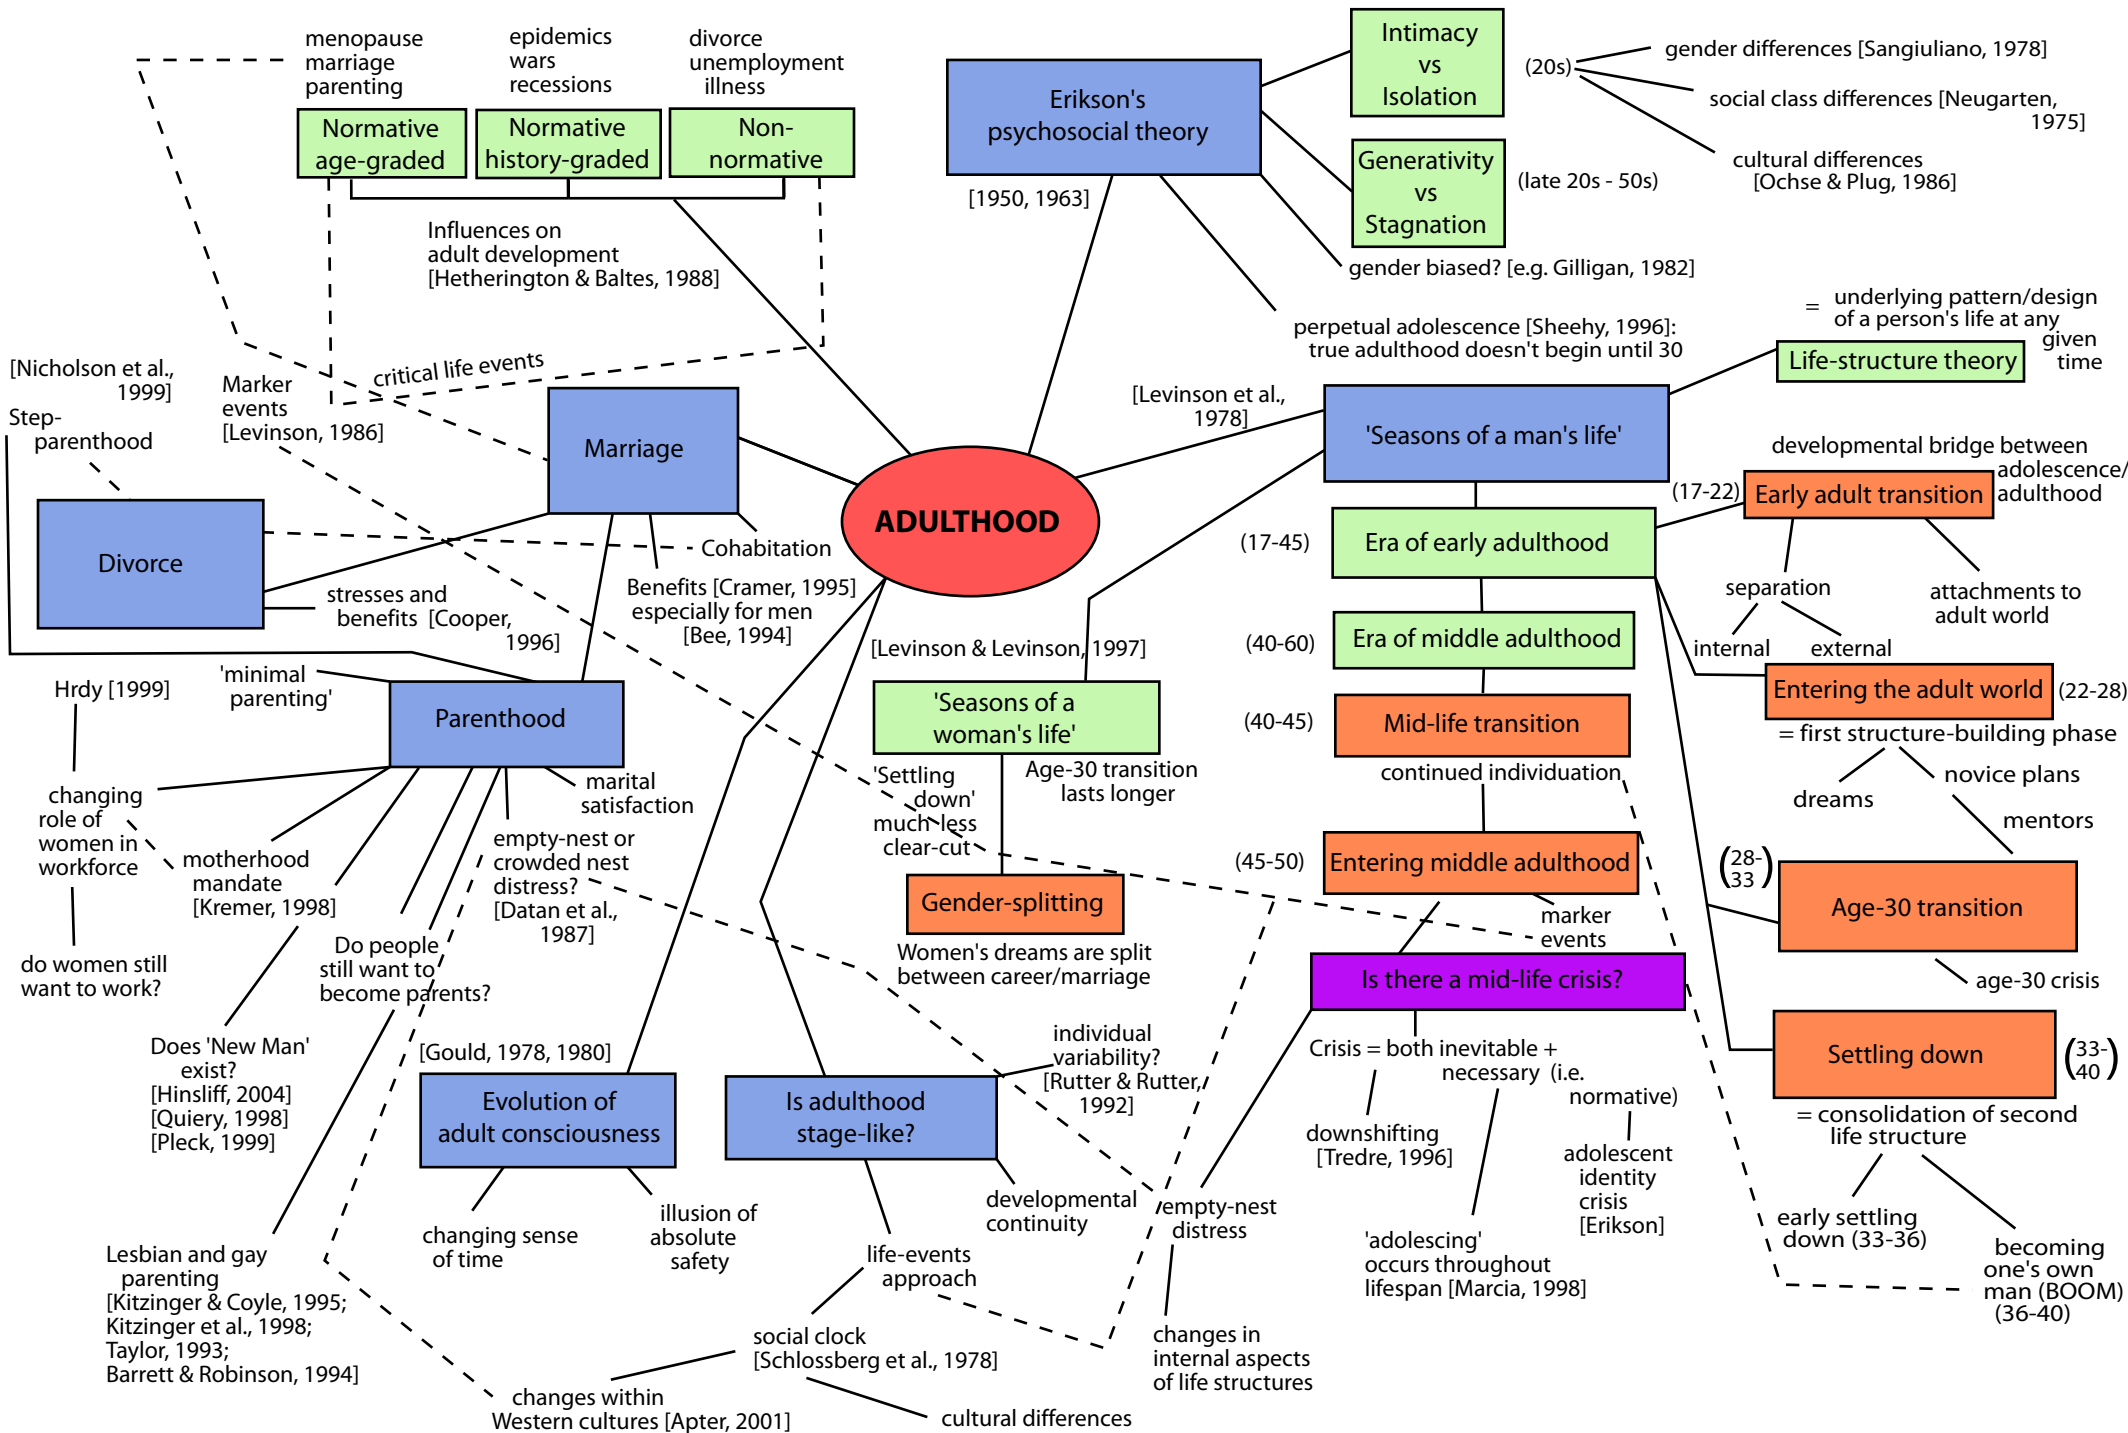 menopause
marriage
parenting
epidemics
wars
recessions
divorce
unemployment
illness
Normative
age-graded
Normative
history-graded
Non-
normative
Influences on
adult development
[Hetherington & Baltes, 1988]
critical life events
Erikson's
psychosocial theory
[1950, 1963]
Intimacy
vs
Isolation
(20s)
gender differences [Sangiuliano, 1978]
social class differences [Neugarten,
1975]
cultural differences
[Ochse & Plug, 1986]
Generativity
vs
Stagnation
(late 20s - 50s)
gender biased? [e.g. Gilligan, 1982]
perpetual adolescence [Sheehy, 1996]:
true adulthood doesn't begin until 30
= underlying pattern/design
of a person's life at any
given
time
Life-structure theory
[Levinson et al.,
1978]
'Seasons of a man's life'
[Nicholson et al.,
1999]
Step-
parenthood
Marker
events
[Levinson, 1986]
Marriage
ADULTHOOD
Divorce
Cohabitation
stresses and
benefits [Cooper,
1996]
Benefits [Cramer, 1995]
especially for men
[Bee, 1994]
developmental bridge between
adolescence/
adulthood
(17-22)
Early adult transition
(17-45)
Era of early adulthood
separation
internal
external
attachments to
adult world
(40-60)
Era of middle adulthood
[Levinson & Levinson, 1997]
'Seasons of a
woman's life'
Age-30 transition
lasts longer
'Settling
down'
much less
clear-cut
Gender-splitting
Women's dreams are split
between career/marriage
(40-45)
Mid-life transition
continued individuation
(45-50)
Entering middle adulthood
marker
events
Entering the adult world
(22-28)
= first structure-building phase
dreams
novice plans
mentors
(28-
33)
Age-30 transition
age-30 crisis
Settling down
(33-
40)
= consolidation of second
life structure
early settling
down (33-36)
becoming
one's own
man (BOOM)
(36-40)
Is there a mid-life crisis?
Crisis = both inevitable +
necessary (i.e.
normative)
downshifting
[Tredre, 1996]
'adolescing'
occurs throughout
lifespan [Marcia, 1998]
adolescent
identity
crisis
[Erikson]
empty-nest
distress
changes in
internal aspects
of life structures
Hrdy [1999]
'minimal
parenting'
Parenthood
changing
role of
women in
workforce
do women still
want to work?
motherhood
mandate
[Kremer, 1998]
Does 'New Man'
exist?
[Hinsliff, 2004]
[Quiery, 1998]
[Pleck, 1999]
Do people
still want to
become parents?
empty-nest or
crowded nest
distress?
[Datan et al.,
1987]
marital
satisfaction
Lesbian and gay
parenting
[Kitzinger & Coyle, 1995;
Kitzinger et al., 1998;
Taylor, 1993;
Barrett & Robinson, 1994]
[Gould, 1978, 1980]
Evolution of
adult consciousness
changing sense
of time
illusion of
absolute
safety
Is adulthood
stage-like?
individual
variability?
[Rutter & Rutter,
1992]
developmental
continuity
life-events
approach
social clock
[Schlossberg et al., 1978]
changes within
Western cultures [Apter, 2001]
cultural differences